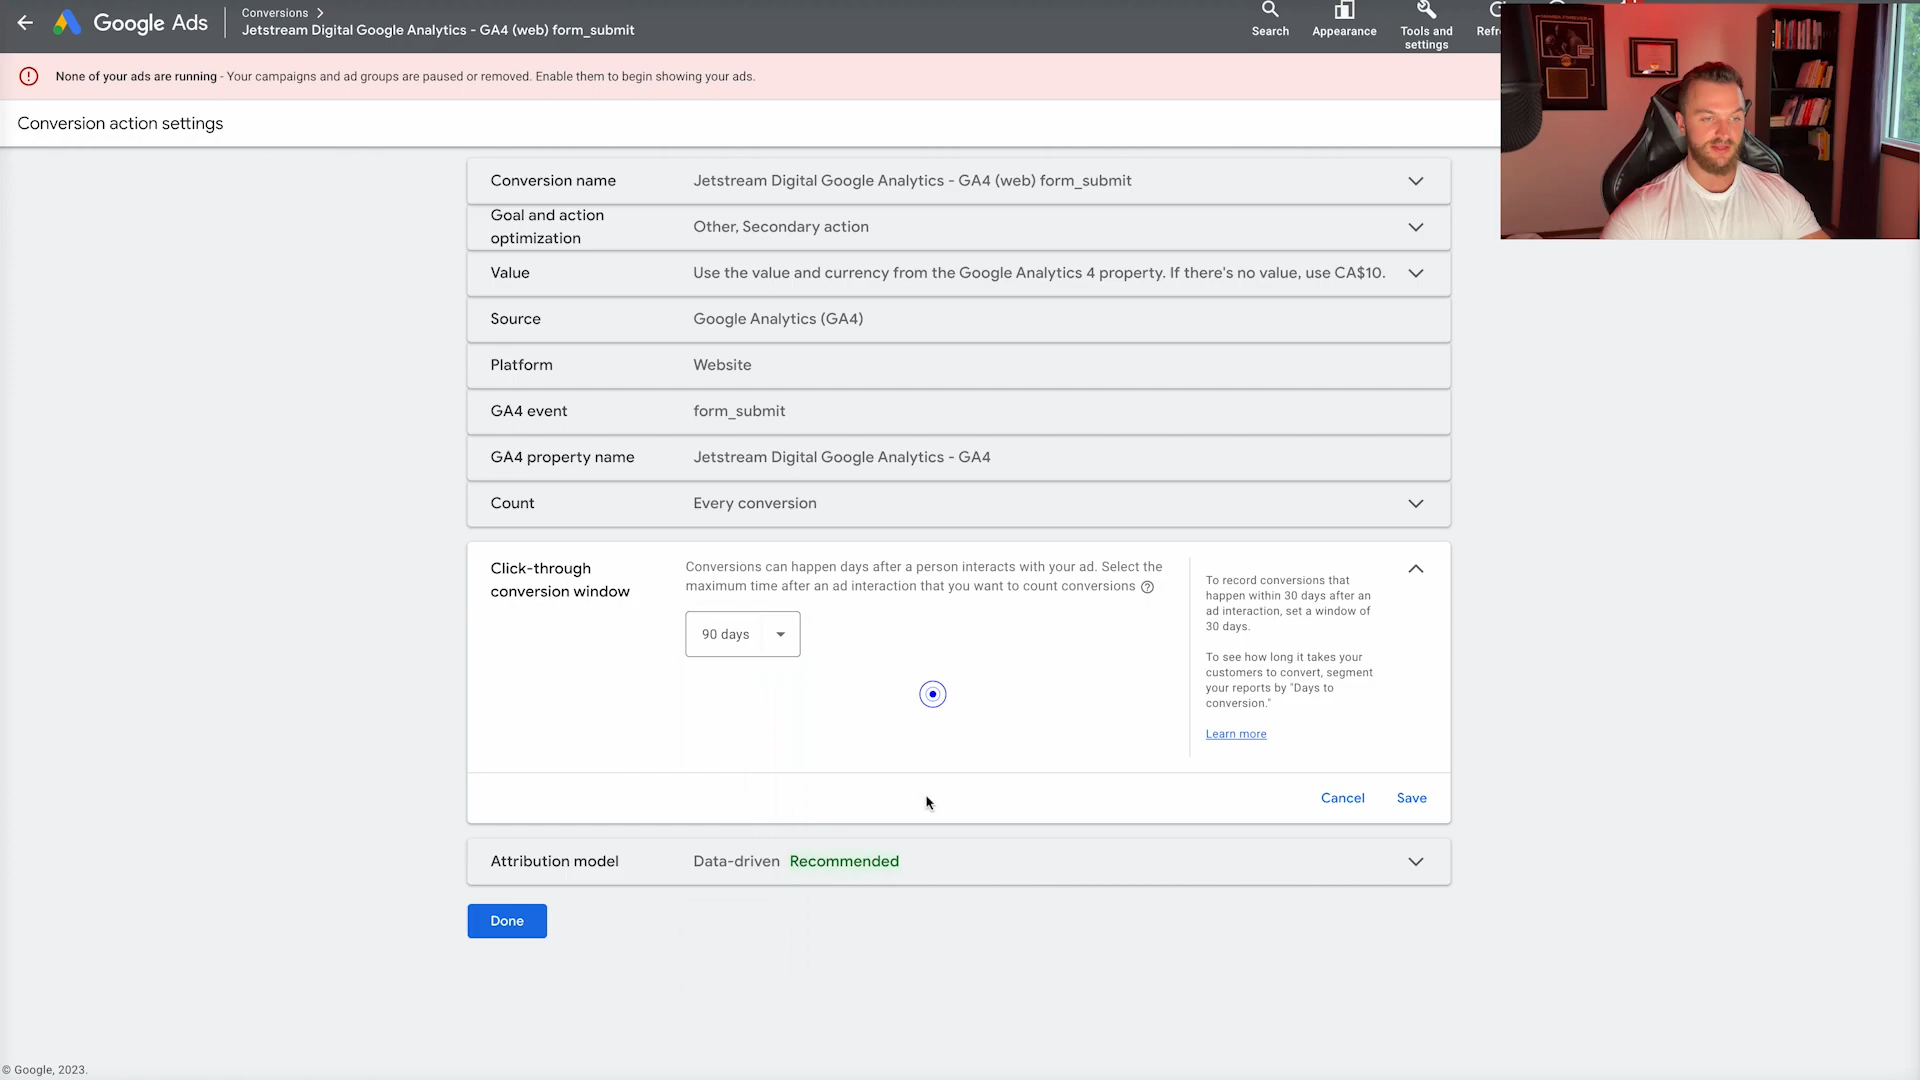 Google Ads
Conversions
Jetstream Digital Google Analytics - GA4 (web) form_submit
Search
Appearance
Tools and settings
Refr
None of your ads are running - Your campaigns and ad groups are paused or removed. Enable them to begin showing your ads.
Conversion action settings
Conversion name
Jetstream Digital Google Analytics - GA4 (web) form_submit
Goal and action
optimization
Other, Secondary action
Value
Use the value and currency from the Google Analytics 4 property. If there's no value, use CA$10.
Source
Google Analytics (GA4)
Platform
Website
GA4 event
form_submit
GA4 property name
Jetstream Digital Google Analytics - GA4
Count
Every conversion
Click-through
conversion window
Conversions can happen days after a person interacts with your ad. Select the
maximum time after an ad interaction that you want to count conversions
90 days
To record conversions that
happen within 30 days after an
ad interaction, set a window of
30 days.
To see how long it takes your
customers to convert, segment
your reports by "Days to
conversion."
Learn more
Cancel
Save
Attribution model
Data-driven Recommended
Done
© Google, 2023.